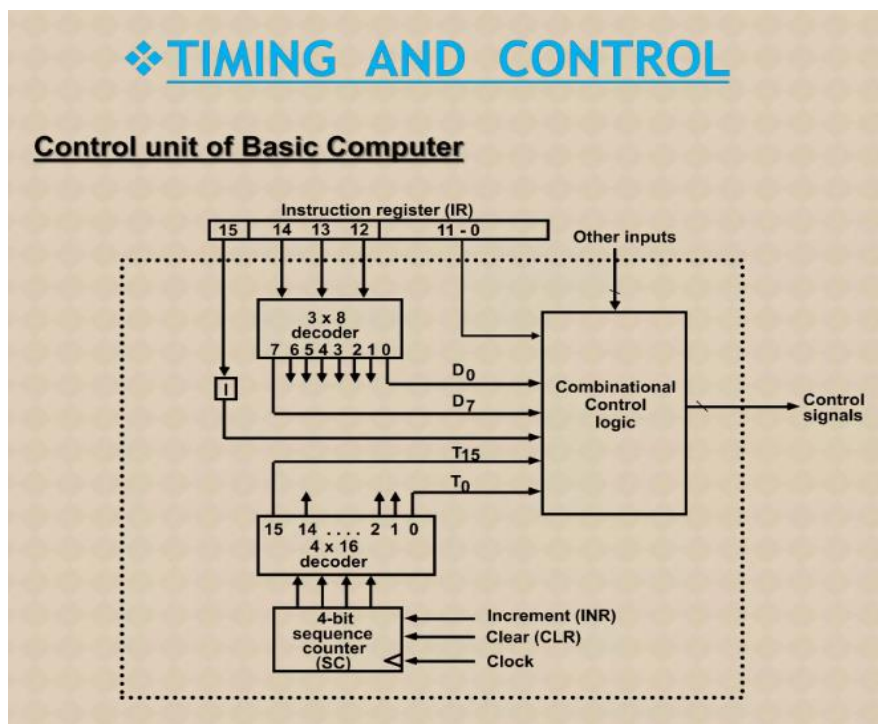 ❖TIMING AND CONTROL
Control unit of Basic Computer
Instruction register (IR)
15 14 13 12 11 - 0
Other inputs
3 x 8
decoder
7 6 5 4 3 2 1 0
D0
I
D7
Combinational
Control
logic
Control
signals
T15
T0
15 14 .... 2 1 0
4 x 16
decoder
4-bit
sequence
counter
(SC)
Increment (INR)
Clear (CLR)
Clock